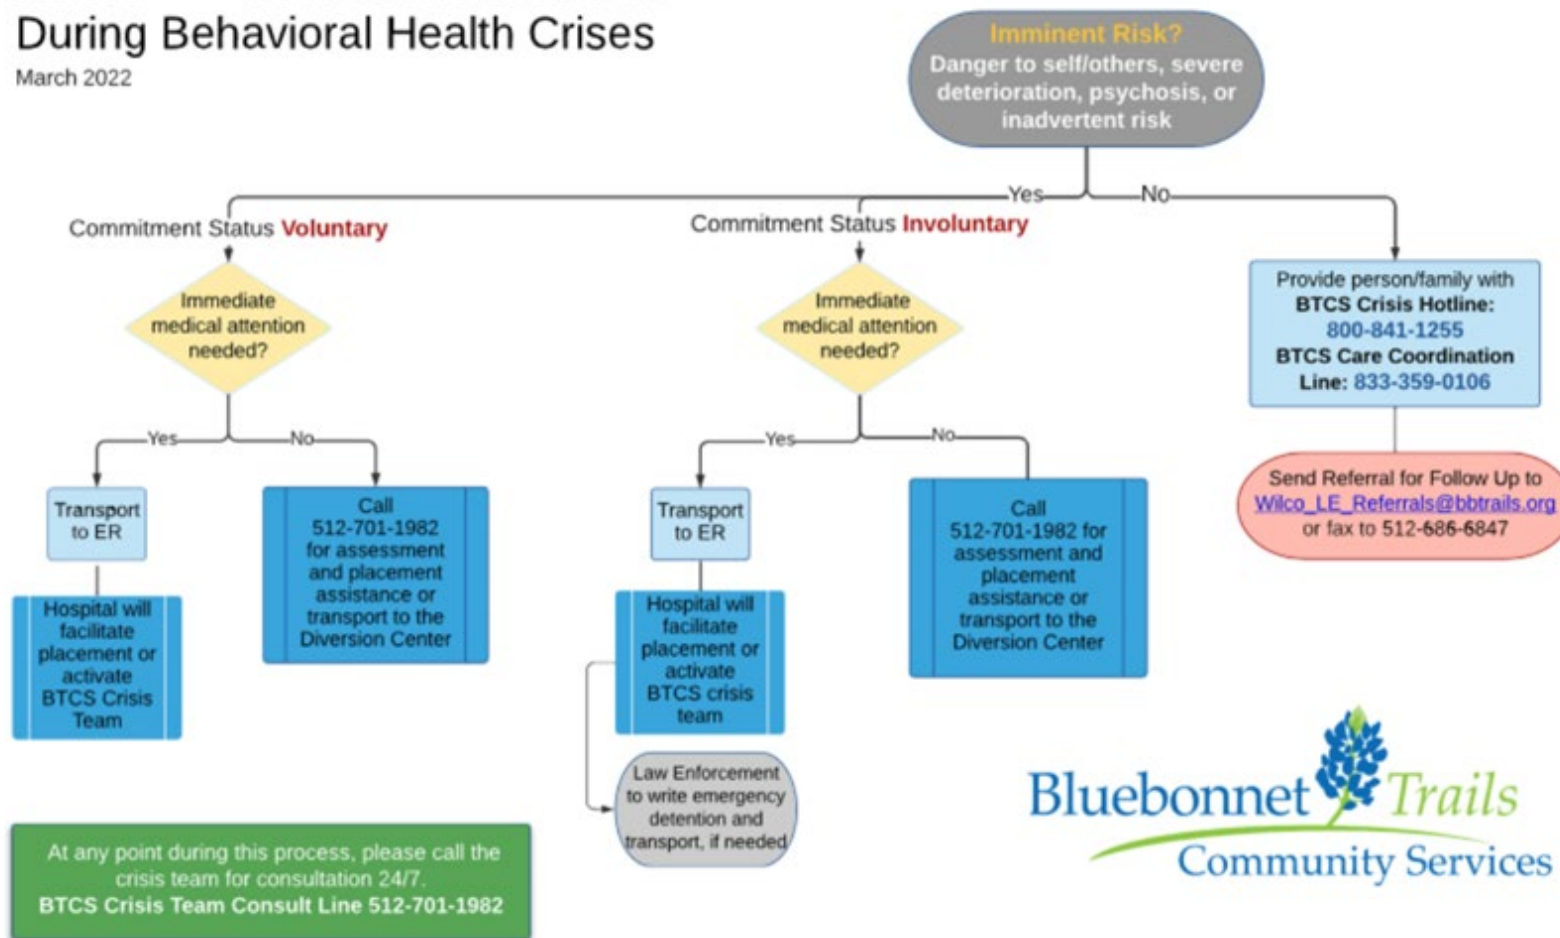 During Behavioral Health Crises
March 2022
Imminent Risk?
Danger to self/others, severe
deterioration, psychosis, or
inadvertent risk
Yes
No
Commitment Status Voluntary
Commitment Status Involuntary
Immediate
medical attention
needed?
Immediate
medical attention
needed?
Provide person/family with
BTCS Crisis Hotline:
800-841-1255
BTCS Care Coordination
Line: 833-359-0106
Yes
No
Yes
No
Transport
to ER
Call
512-701-1982
for assessment
and placement
assistance or
transport to the
Diversion Center
Transport
to ER
Call
512-701-1982 for
assessment and
placement
assistance or
transport to the
Diversion Center
Send Referral for Follow Up to
Wilco_LE_Referrals@bbtrails.org
or fax to 512-686-6847
Hospital will
facilitate
placement or
activate
BTCS Crisis
Team
Hospital will
facilitate
placement or
activate
BTCS crisis
team
Law Enforcement
to write emergency
detention and
transport, if needed
At any point during this process, please call the
crisis team for consultation 24/7.
BTCS Crisis Team Consult Line 512-701-1982
Bluebonnet Trails
Community Services